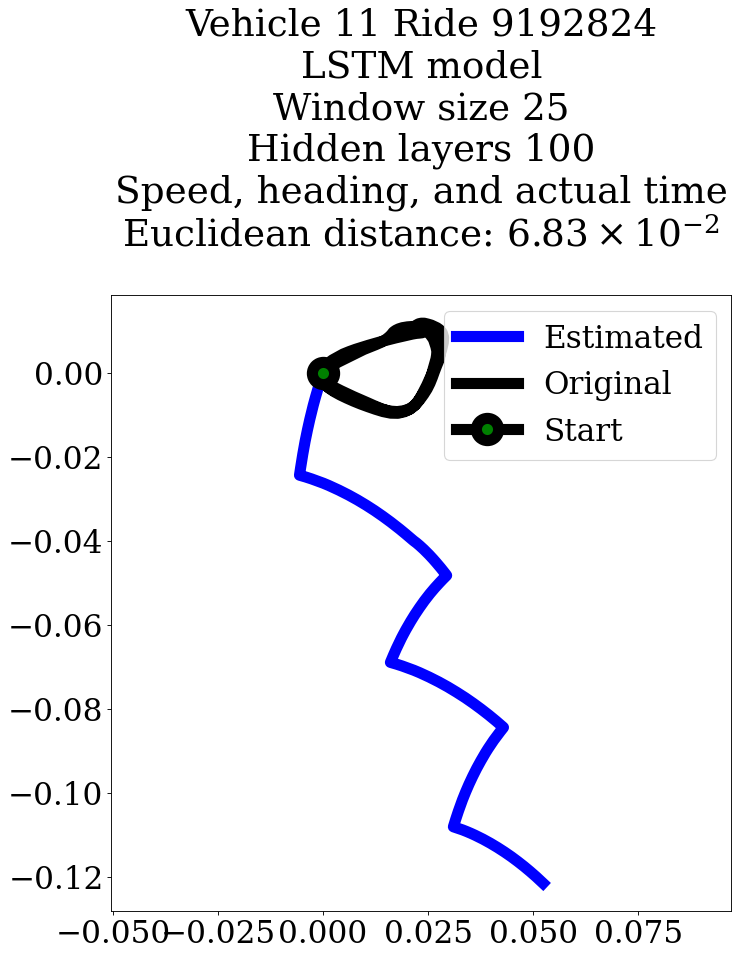 Vehicle 11 Ride 9192824
LSTM model
Window size 25
Hidden layers 100
Speed, heading, and actual time
Euclidean distance: 6.83 × 10⁻²
Estimated
Original
Start
0.00
−0.02
−0.04
−0.06
−0.08
−0.10
−0.12
−0.050 −0.025 0.000 0.025 0.050 0.075